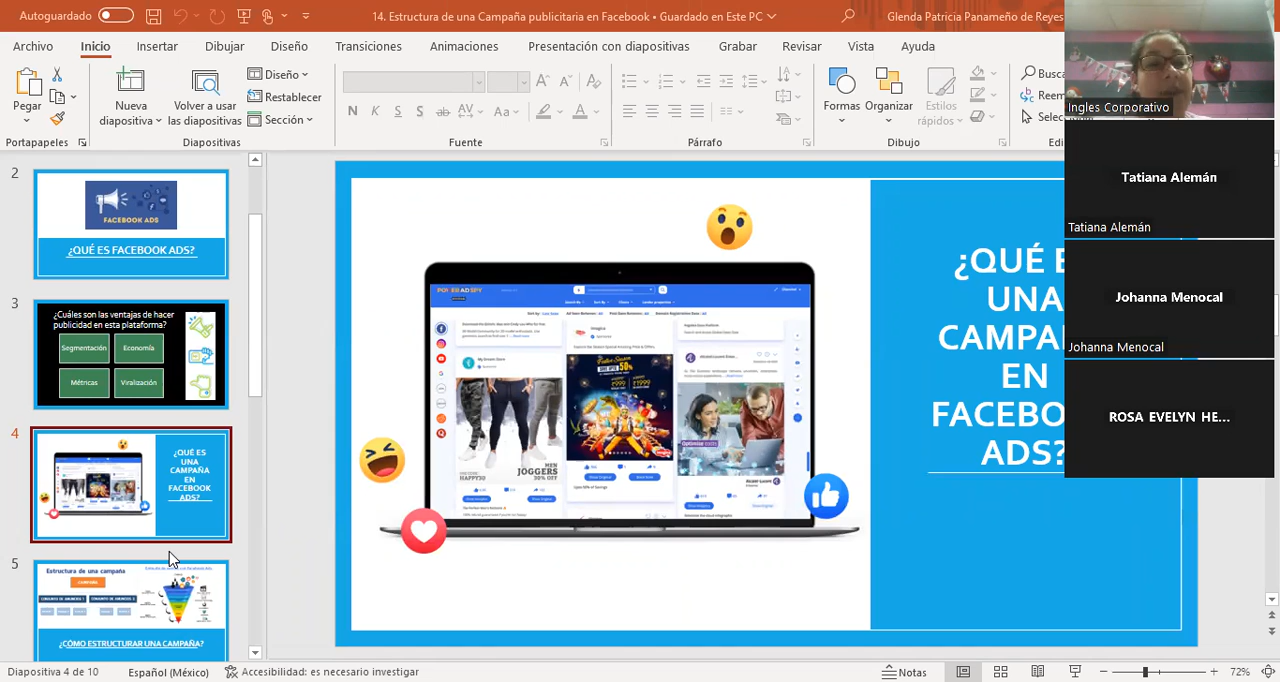 Autoguardado
14. Estructura de una Campaña publicitaria en Facebook • Guardado en Este PC
Glenda Patricia Panameño de Reyes
Archivo
Inicio
Insertar
Dibujar
Diseño
Transiciones
Animaciones
Presentación con diapositivas
Grabar
Revisar
Vista
Ayuda
Pegar
Nueva
diapositiva
Volver a usar
las diapositivas
Diseño
Restablecer
Sección
N K S S ab AV Aa A
Formas
Organizar
Estilos
rápidos
Portapapeles
Diapositivas
Fuente
Párrafo
Dibujo
Ingles Corporativo
Tatiana Alemán
Tatiana Alemán
Johanna Menocal
Johanna Menocal
ROSA EVELYN HE...
2
FACEBOOK ADS
¿QUÉ ES FACEBOOK ADS?
3
¿Cuáles son las ventajas de hacer
publicidad en esta plataforma?
Segmentación
Economía
Métricas
Viralización
4
¿QUÉ ES
UNA
CAMPAÑA
EN
FACEBOOK
ADS?
5
Estructura de una campaña
¿CÓMO ESTRUCTURAR UNA CAMPAÑA?
¿QUÉ E
UNA
CAMPA
EN
FACEBO
ADS?
MEN
JOGGERS
30% OFF
Diapositiva 4 de 10
Español (México)
Accesibilidad: es necesario investigar
Notas
72%